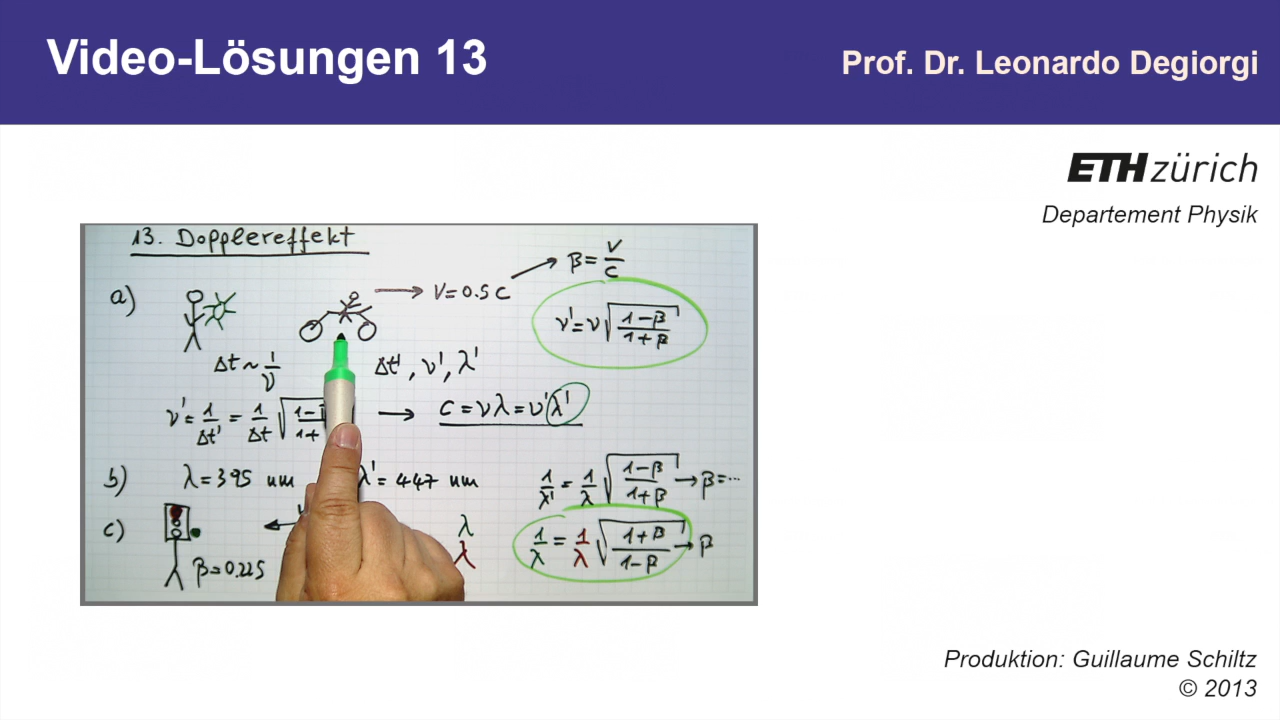 Video-Lösungen 13
Prof. Dr. Leonardo Degiorgi
ETH zürich
Departement Physik
13. Dopplereffekt
β = v/c
a)
v = 0.5 c
ν' = ν √((1-β)/(1+β))
Δt ~ 1/ν
Δt', ν', λ'
ν' = 1/Δt' = 1/Δt √
→ c = νλ = ν'λ'
b) λ = 395 nm λ' = 447 nm 1/λ' = 1/λ √((1-β)/(1+β)) → β = ...
c) λ 1/λ = 1/λ √((1+β)/(1-β)) → β
λ
β = 0.225
Produktion: Guillaume Schiltz
© 2013